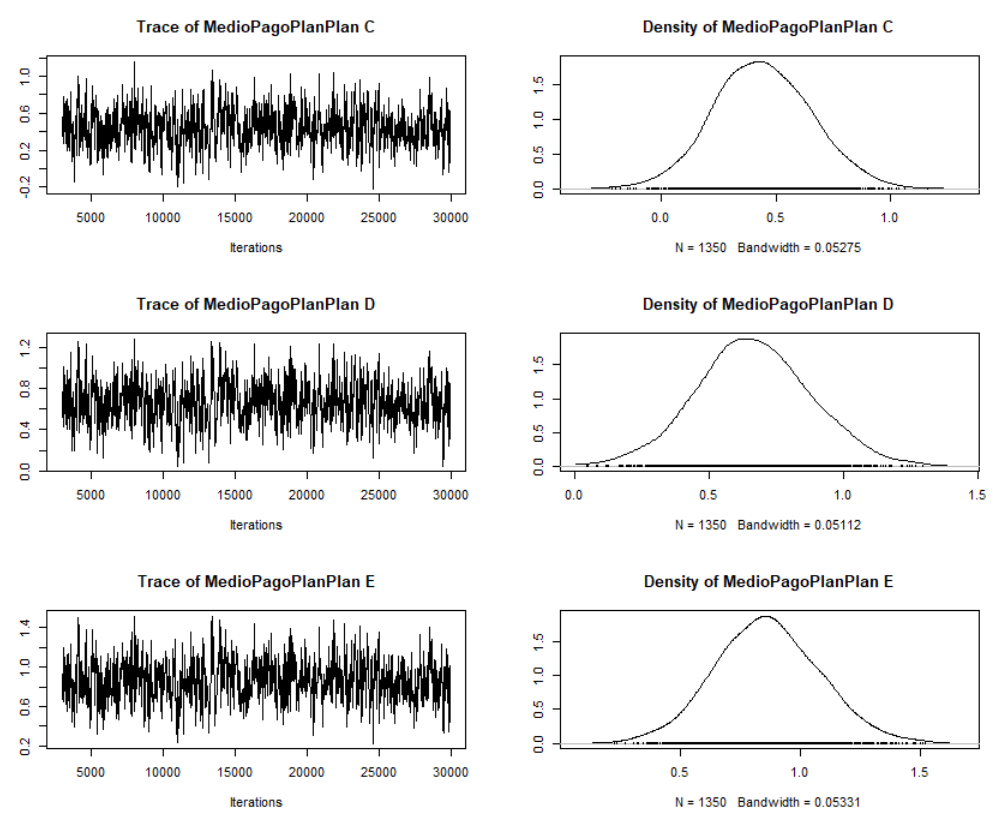 Trace of MedioPagoPlanPlan C
-0.2 0.2 0.6 1.0
5000 10000 15000 20000 25000 30000
Iterations
Density of MedioPagoPlanPlan C
0.0 0.5 1.0 1.5
0.0 0.5 1.0
N = 1350 Bandwidth = 0.05275
Trace of MedioPagoPlanPlan D
0.0 0.4 0.8 1.2
5000 10000 15000 20000 25000 30000
Iterations
Density of MedioPagoPlanPlan D
0.0 0.5 1.0 1.5
0.0 0.5 1.0 1.5
N = 1350 Bandwidth = 0.05112
Trace of MedioPagoPlanPlan E
0.2 0.6 1.0 1.4
5000 10000 15000 20000 25000 30000
Iterations
Density of MedioPagoPlanPlan E
0.0 0.5 1.0 1.5
0.5 1.0 1.5
N = 1350 Bandwidth = 0.05331